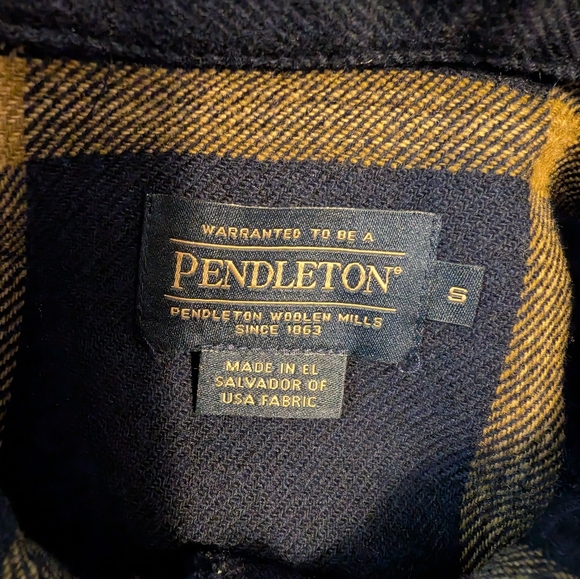 WARRANTED TO BE A
PENDLETON®
PENDLETON WOOLEN MILLS
SINCE 1863
S
MADE IN EL
SALVADOR OF
USA FABRIC